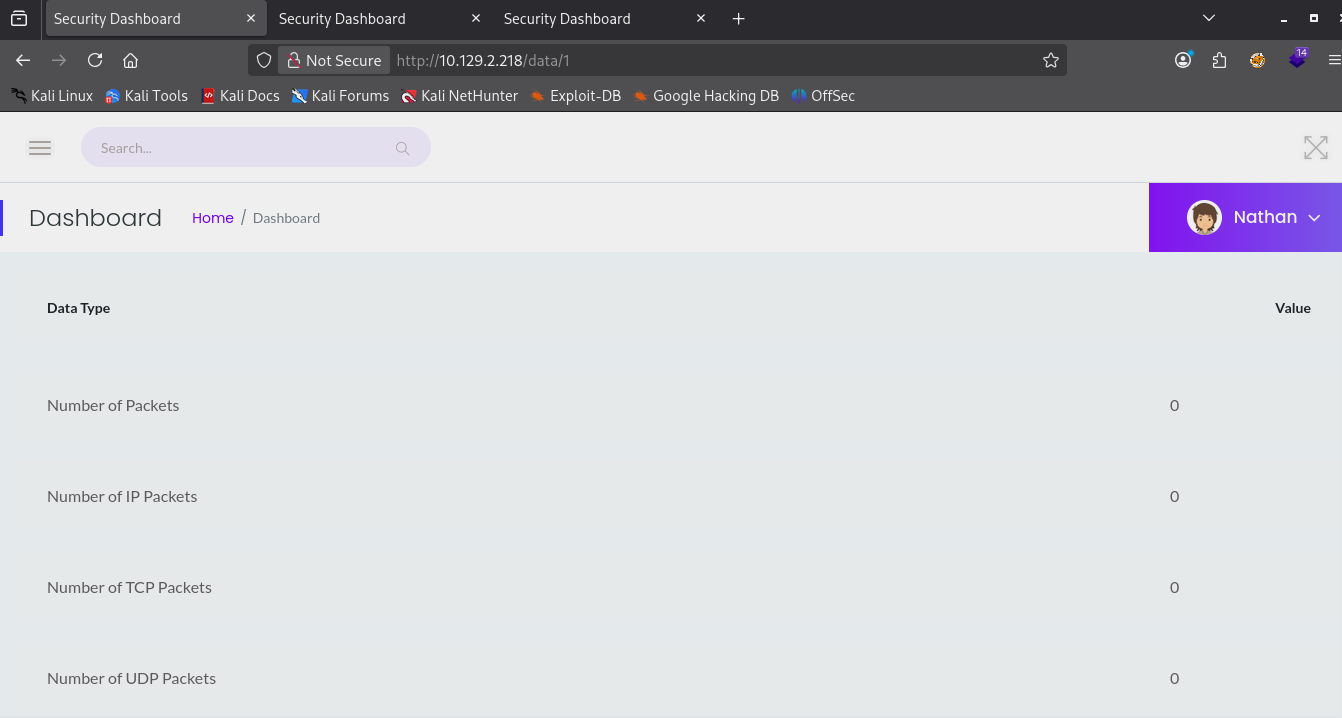 Security Dashboard Security Dashboard Security Dashboard
Not Secure http://10.129.2.218/data/1 14
Kali Linux Kali Tools Kali Docs Kali Forums Kali NetHunter Exploit-DB Google Hacking DB OffSec
Search...
Dashboard Home / Dashboard Nathan
Data Type Value
Number of Packets 0
Number of IP Packets 0
Number of TCP Packets 0
Number of UDP Packets 0